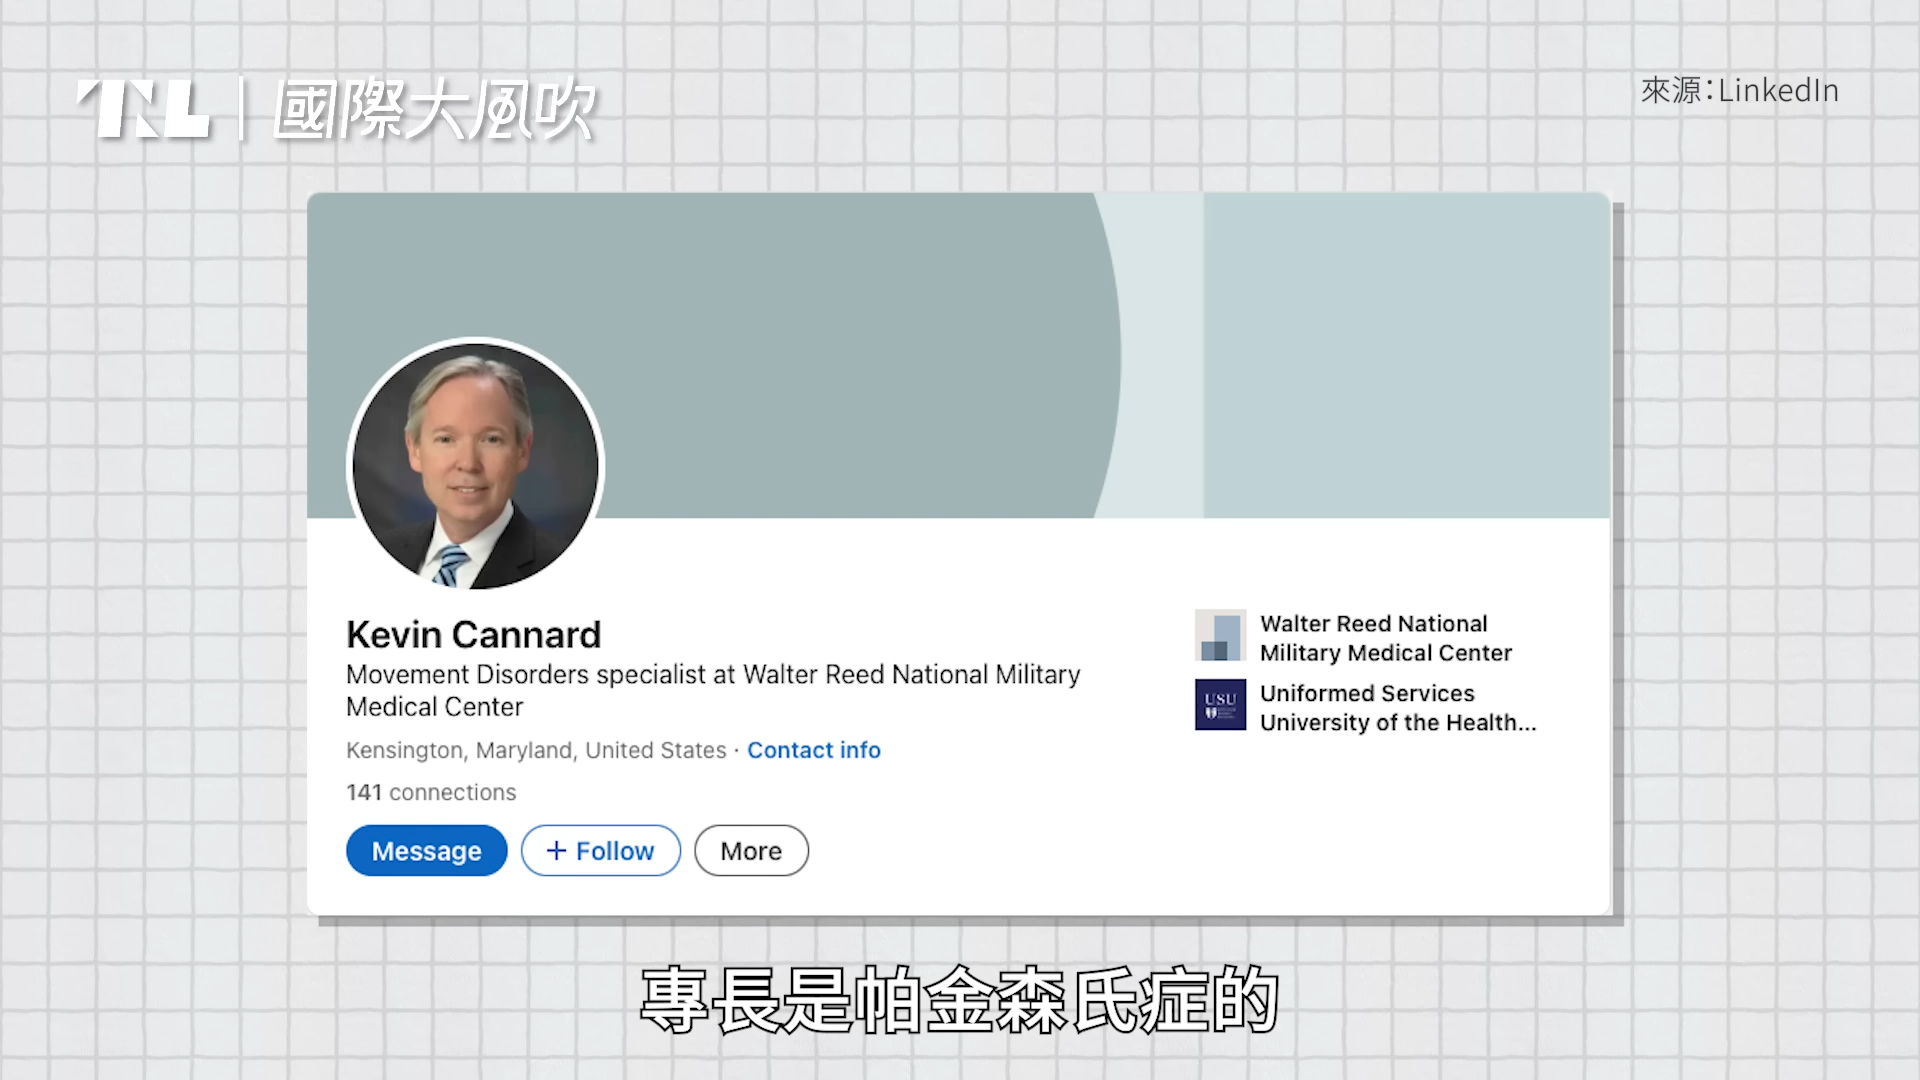 TNL | 國際大風吹
來源：LinkedIn
Kevin Cannard
Movement Disorders specialist at Walter Reed National Military
Medical Center
Kensington, Maryland, United States · Contact info
141 connections
Message
+ Follow
More
Walter Reed National
Military Medical Center
USU
Uniformed Services
University of the Health...
專長是帕金森氏症的